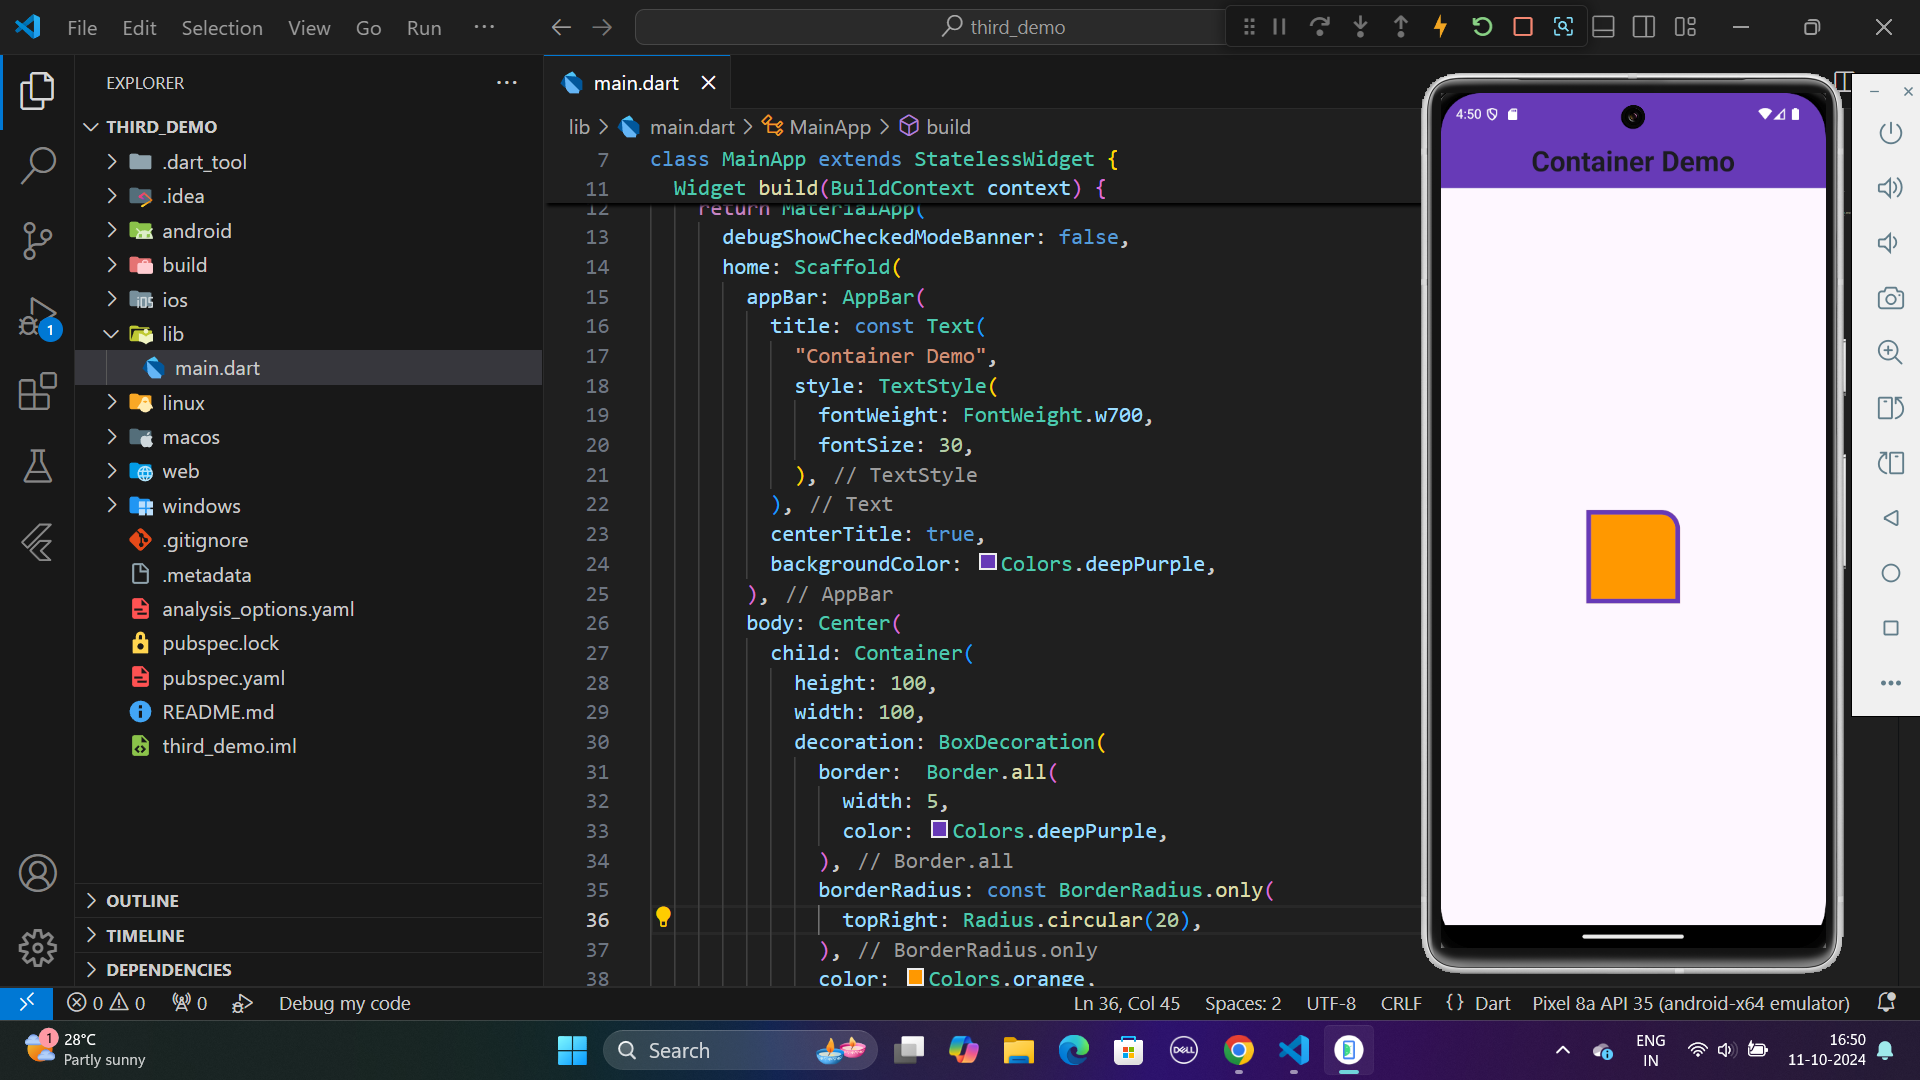 File Edit Selection View Go Run ···
third_demo
EXPLORER
THIRD_DEMO
.dart_tool
.idea
android
build
ios
lib
main.dart
linux
macos
web
windows
.gitignore
.metadata
analysis_options.yaml
pubspec.lock
pubspec.yaml
README.md
third_demo.iml
OUTLINE
TIMELINE
DEPENDENCIES
1
main.dart
lib > main.dart > MainApp > build
7 class MainApp extends StatelessWidget {
11 Widget build(BuildContext context) {
12 return MaterialApp(
13 debugShowCheckedModeBanner: false,
14 home: Scaffold(
15 appBar: AppBar(
16 title: const Text(
17 "Container Demo",
18 style: TextStyle(
19 fontWeight: FontWeight.w700,
20 fontSize: 30,
21 ), // TextStyle
22 ), // Text
23 centerTitle: true,
24 backgroundColor: Colors.deepPurple,
25 ), // AppBar
26 body: Center(
27 child: Container(
28 height: 100,
29 width: 100,
30 decoration: BoxDecoration(
31 border:  Border.all(
32 width: 5,
33 color: Colors.deepPurple,
34 ), // Border.all
35 borderRadius: const BorderRadius.only(
36 topRight: Radius.circular(20),
37 ), // BorderRadius.only
38 color: Colors.orange,
4:50
Container Demo
0 0 0 Debug my code
Ln 36, Col 45 Spaces: 2 UTF-8 CRLF {} Dart Pixel 8a API 35 (android-x64 emulator)
1
28°C
Partly sunny
Search
DELL
ENG
IN
16:50
11-10-2024